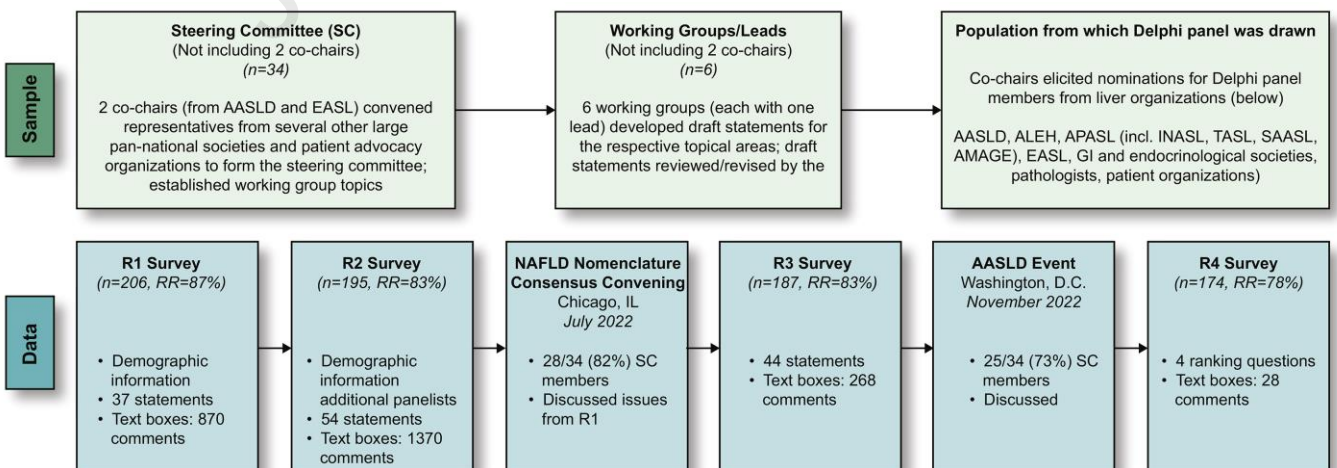 Sample
Steering Committee (SC)
(Not including 2 co-chairs)
(n=34)
2 co-chairs (from AASLD and EASL) convened
representatives from several other large
pan-national societies and patient advocacy
organizations to form the steering committee;
established working group topics
Working Groups/Leads
(Not including 2 co-chairs)
(n=6)
6 working groups (each with one
lead) developed draft statements for
the respective topical areas; draft
statements reviewed/revised by the
Population from which Delphi panel was drawn
Co-chairs elicited nominations for Delphi panel
members from liver organizations (below)
AASLD, ALEH, APASL (incl. INASL, TASL, SAASL,
AMAGE), EASL, GI and endocrinological societies,
pathologists, patient organizations)
Data
R1 Survey
(n=206, RR=87%)
• Demographic
information
• 37 statements
• Text boxes: 870
comments
R2 Survey
(n=195, RR=83%)
• Demographic
information
additional panelists
• 54 statements
• Text boxes: 1370
comments
NAFLD Nomenclature
Consensus Convening
Chicago, IL
July 2022
• 28/34 (82%) SC
members
• Discussed issues
from R1
R3 Survey
(n=187, RR=83%)
• 44 statements
• Text boxes: 268
comments
AASLD Event
Washington, D.C.
November 2022
• 25/34 (73%) SC
members
• Discussed
R4 Survey
(n=174, RR=78%)
• 4 ranking questions
• Text boxes: 28
comments